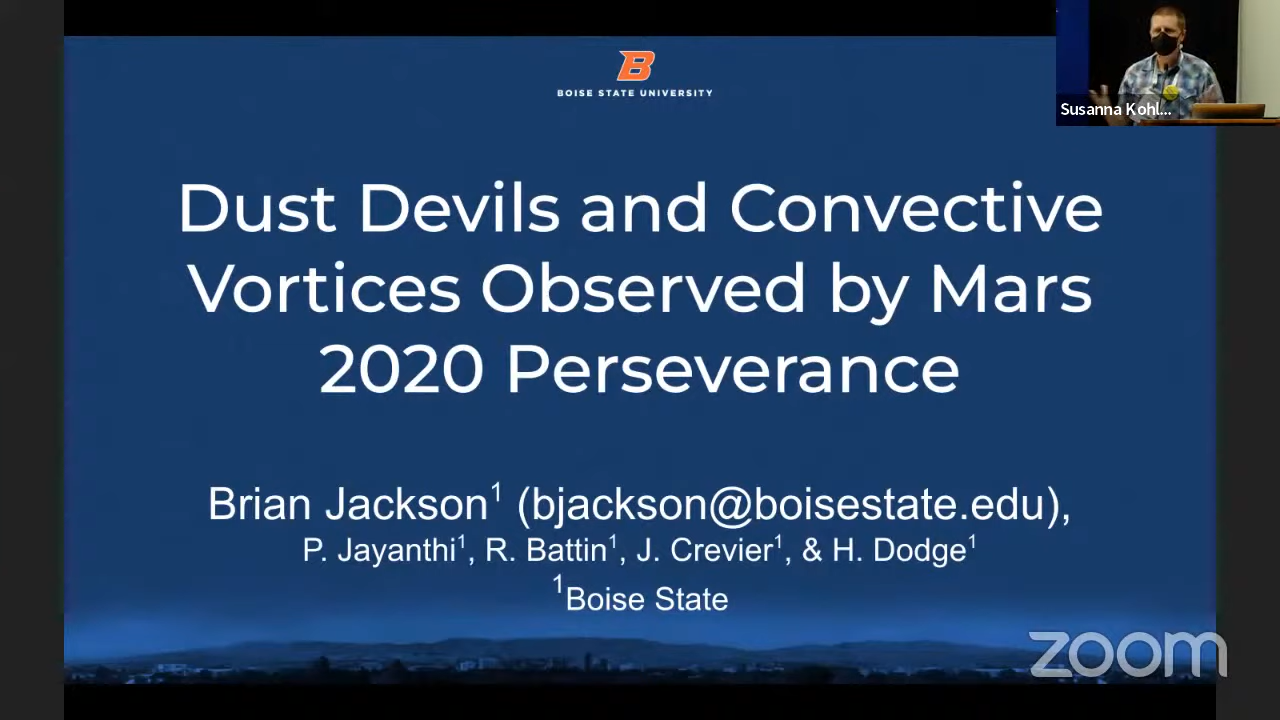 B
BOISE STATE UNIVERSITY
Susanna Kohl...
Dust Devils and Convective
Vortices Observed by Mars
2020 Perseverance
Brian Jackson¹ (bjackson@boisestate.edu),
P. Jayanthi¹, R. Battin¹, J. Crevier¹, & H. Dodge¹
¹Boise State
zoom